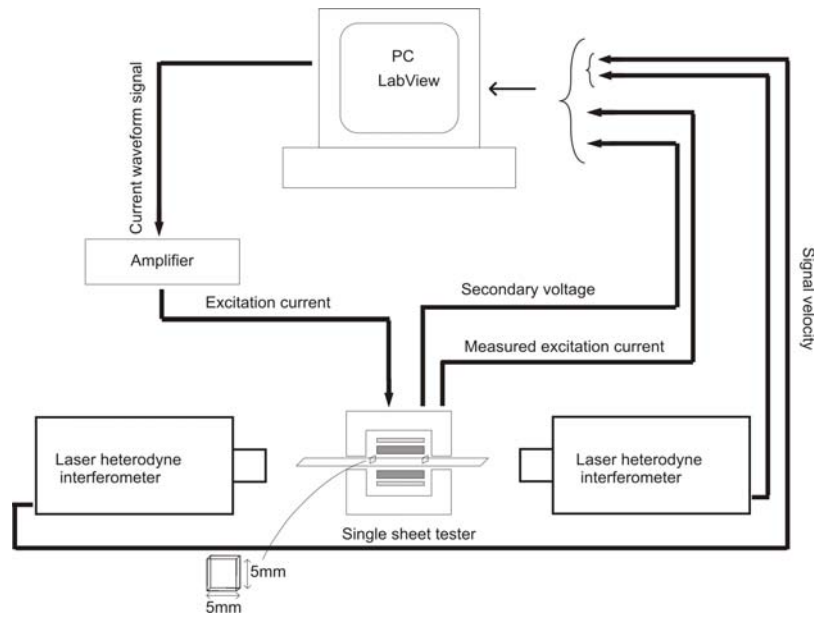 PC
LabView
Current waveform signal
Amplifier
Excitation current
Secondary voltage
Measured excitation current
Signal velocity
Laser heterodyne
interferometer
Laser heterodyne
interferometer
Single sheet tester
5mm
5mm